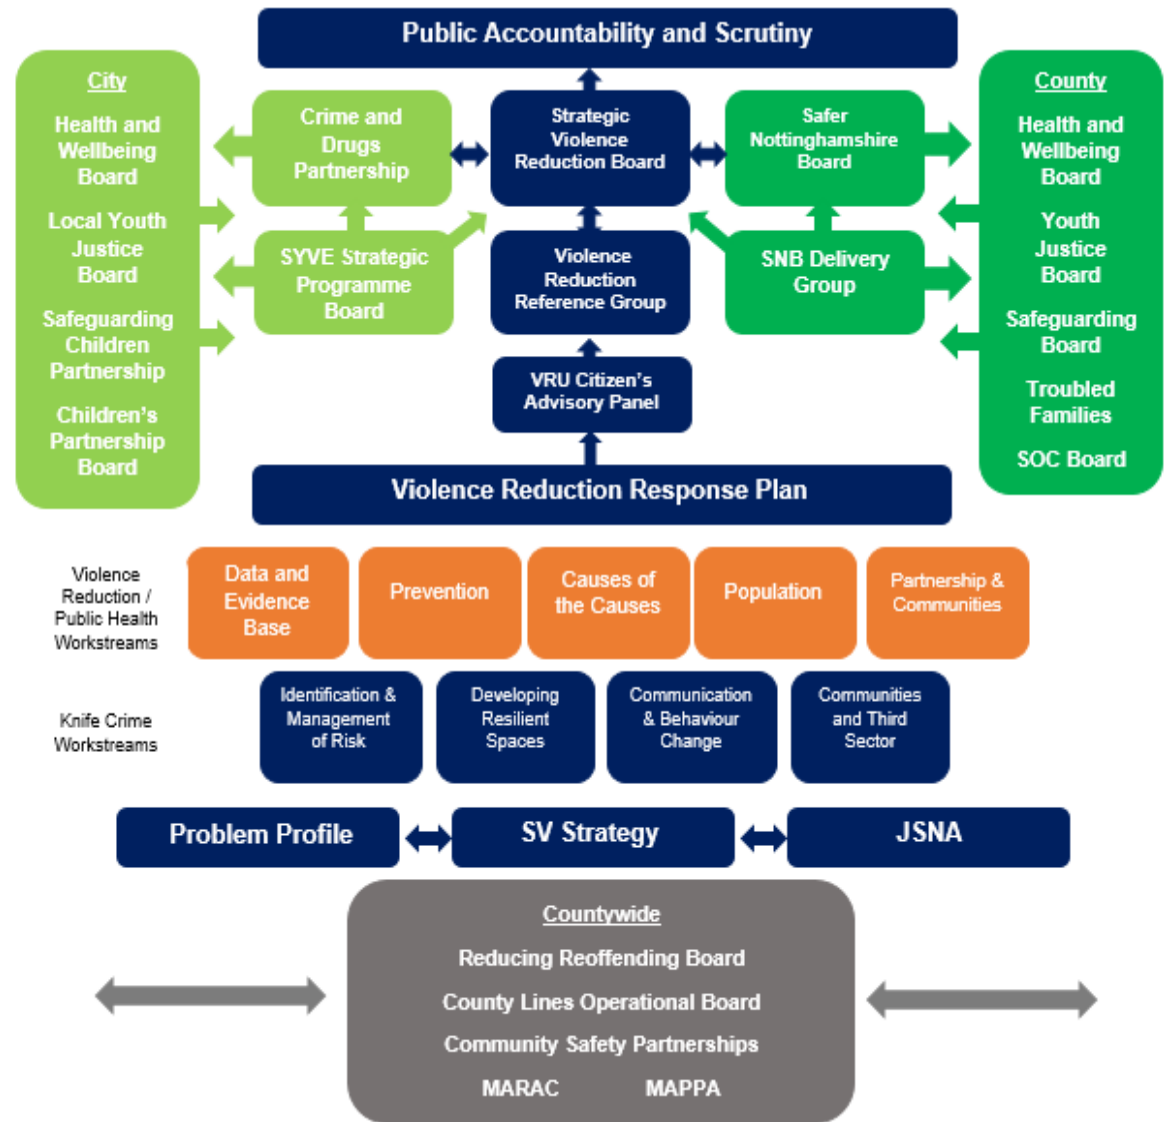 Public Accountability and Scrutiny
City
Health and
Wellbeing
Board
Local Youth
Justice
Board
Safeguarding
Children
Partnership
Children's
Partnership
Board
Crime and
Drugs
Partnership
Strategic
Violence
Reduction Board
Safer
Nottinghamshire
Board
SYVE Strategic
Programme
Board
Violence
Reduction
Reference Group
SNB Delivery
Group
VRU Citizen's
Advisory Panel
County
Health and
Wellbeing
Board
Youth
Justice
Board
Safeguarding
Board
Troubled
Families
SOC Board
Violence Reduction Response Plan
Violence
Reduction /
Public Health
Workstreams
Data and
Evidence
Base
Prevention
Causes of
the Causes
Population
Partnership &
Communities
Knife Crime
Workstreams
Identification &
Management
of Risk
Developing
Resilient
Spaces
Communication
& Behaviour
Change
Communities
and Third
Sector
Problem Profile
SV Strategy
JSNA
Countywide
Reducing Reoffending Board
County Lines Operational Board
Community Safety Partnerships
MARAC MAPPA